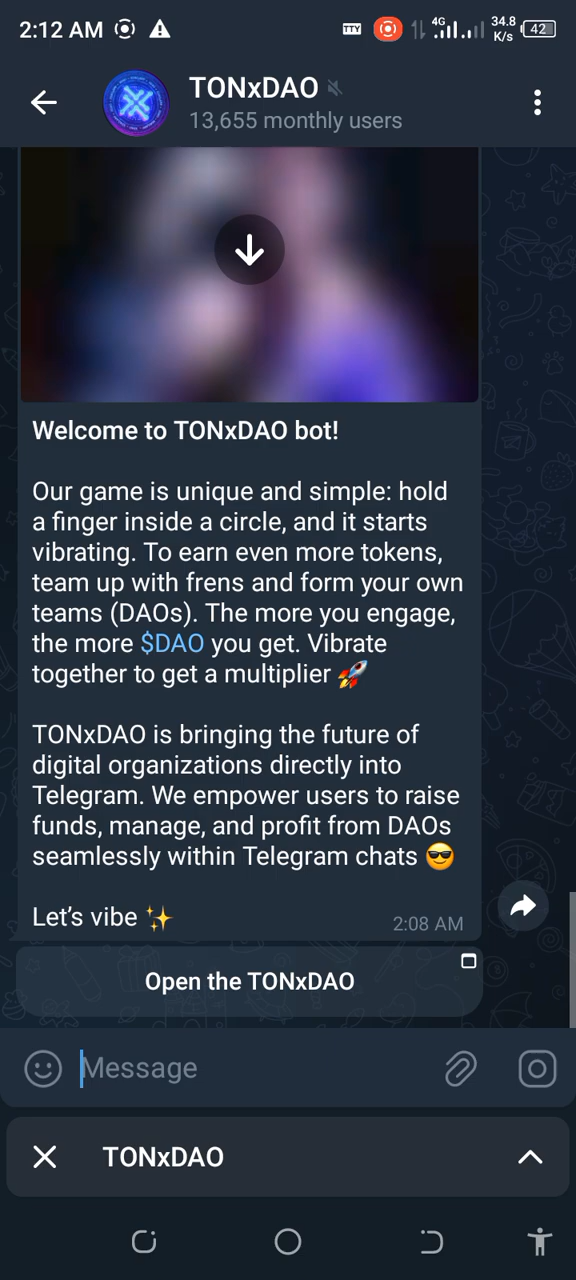 2:12 AM
TTY 4G 34.8 K/s 42
TONxDAO
13,655 monthly users
Welcome to TONxDAO bot!
Our game is unique and simple: hold
a finger inside a circle, and it starts
vibrating. To earn even more tokens,
team up with frens and form your own
teams (DAOs). The more you engage,
the more $DAO you get. Vibrate
together to get a multiplier 🚀
TONxDAO is bringing the future of
digital organizations directly into
Telegram. We empower users to raise
funds, manage, and profit from DAOs
seamlessly within Telegram chats 😎
Let's vibe ✨
2:08 AM
Open the TONxDAO
Message
TONxDAO